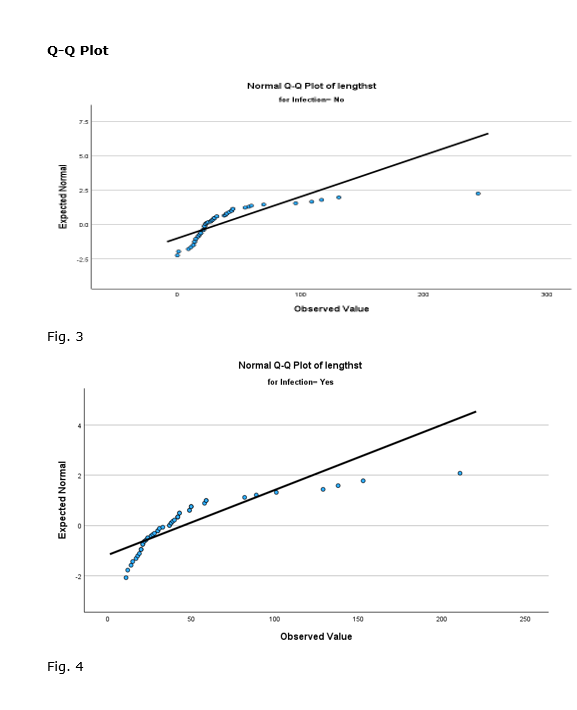 Q-Q Plot
Normal Q-Q Plot of lengthst
for Infection= No
7.5
5.0
2.5
0.0
-2.5
Expected Normal
0 100 200 300
Observed Value
Fig. 3
Normal Q-Q Plot of lengthst
for Infection= Yes
4
2
0
-2
Expected Normal
0 50 100 150 200 250
Observed Value
Fig. 4